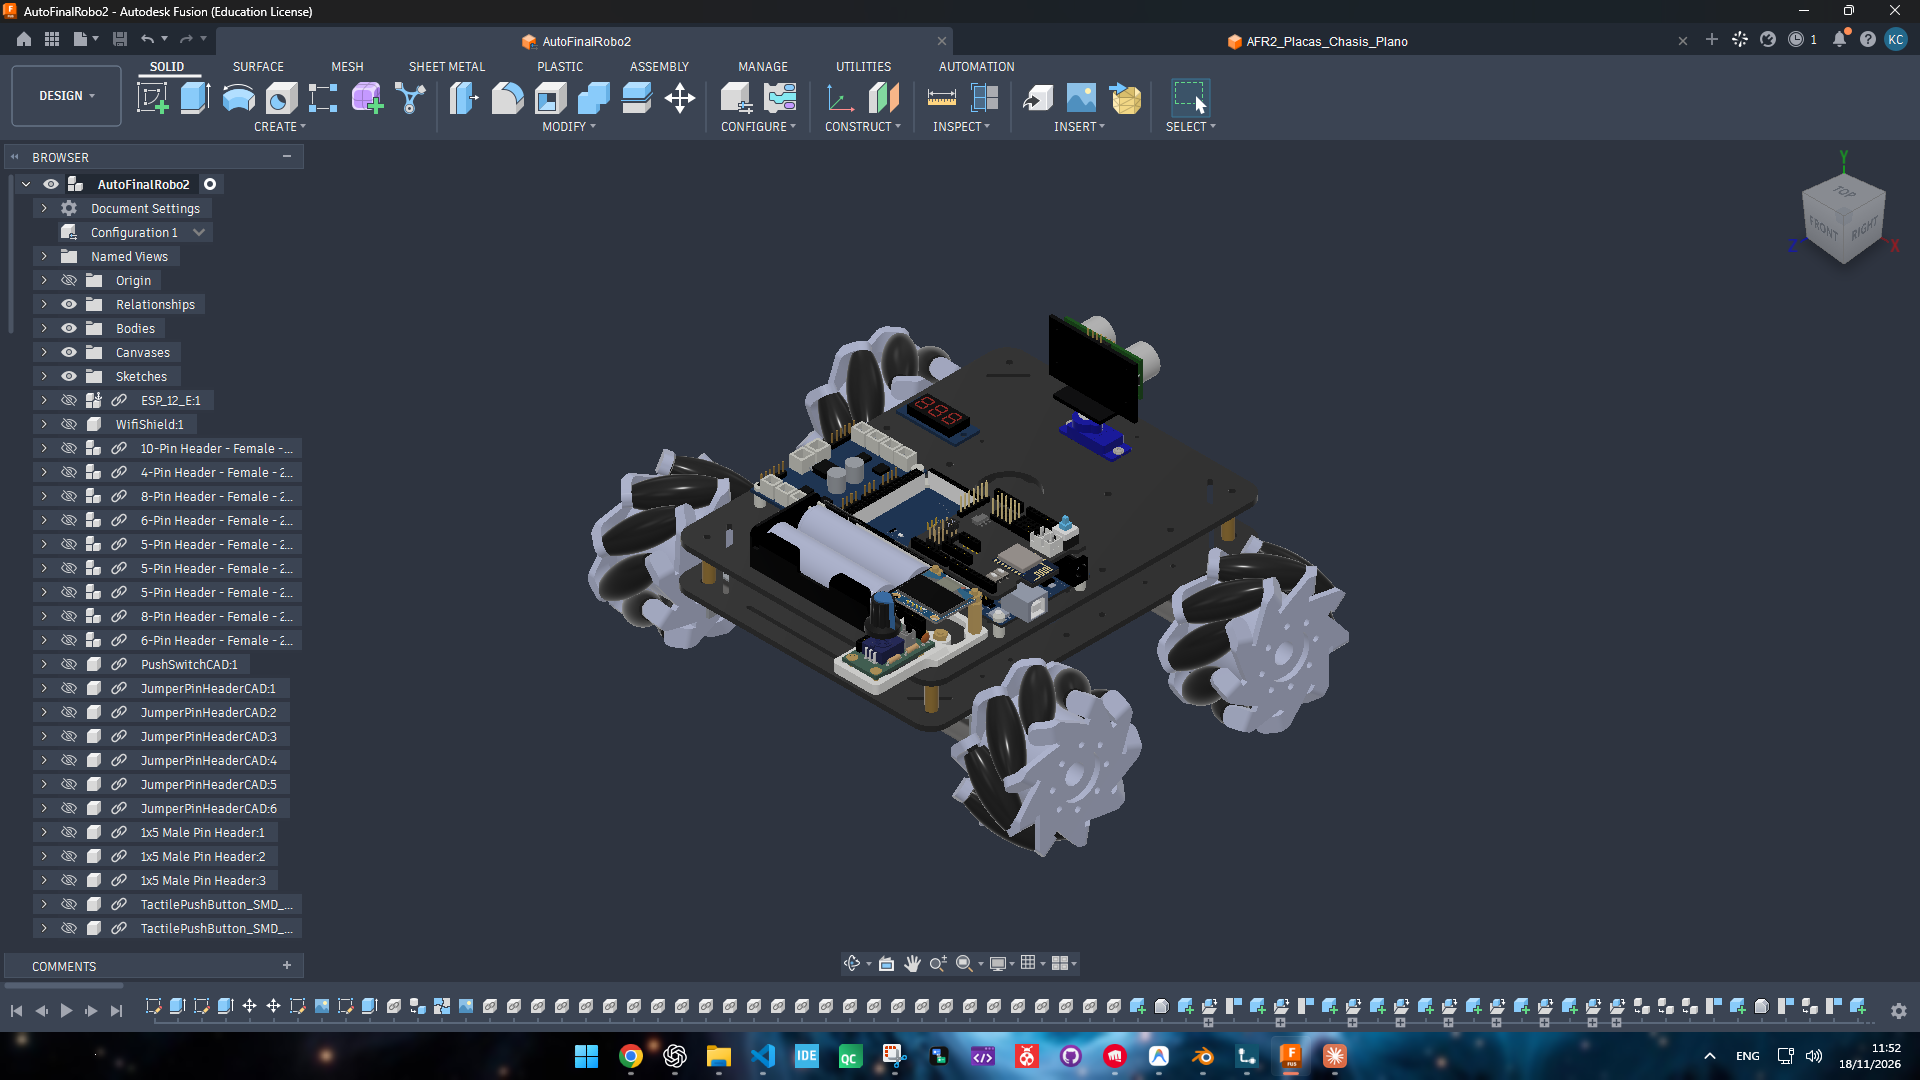 AutoFinalRobo2 - Autodesk Fusion (Education License)
AutoFinalRobo2
AFR2_Placas_Chasis_Plano
1
KC
DESIGN
SOLID
SURFACE
MESH
SHEET METAL
PLASTIC
ASSEMBLY
MANAGE
UTILITIES
AUTOMATION
CREATE
MODIFY
CONFIGURE
CONSTRUCT
INSPECT
INSERT
SELECT
BROWSER
AutoFinalRobo2
Document Settings
Configuration 1
Named Views
Origin
Relationships
Bodies
Canvases
Sketches
ESP_12_E:1
WifiShield:1
10-Pin Header - Female -...
4-Pin Header - Female - 2...
8-Pin Header - Female - 2...
6-Pin Header - Female - 2...
5-Pin Header - Female - 2...
5-Pin Header - Female - 2...
5-Pin Header - Female - 2...
8-Pin Header - Female - 2...
6-Pin Header - Female - 2...
PushSwitchCAD:1
JumperPinHeaderCAD:1
JumperPinHeaderCAD:2
JumperPinHeaderCAD:3
JumperPinHeaderCAD:4
JumperPinHeaderCAD:5
JumperPinHeaderCAD:6
1x5 Male Pin Header:1
1x5 Male Pin Header:2
1x5 Male Pin Header:3
TactilePushButton_SMD_...
TactilePushButton_SMD_...
COMMENTS
Y
TOP
FRONT
RIGHT
Z
X
888
IDE
QC
F
FUS
ENG
11:52
18/11/2026